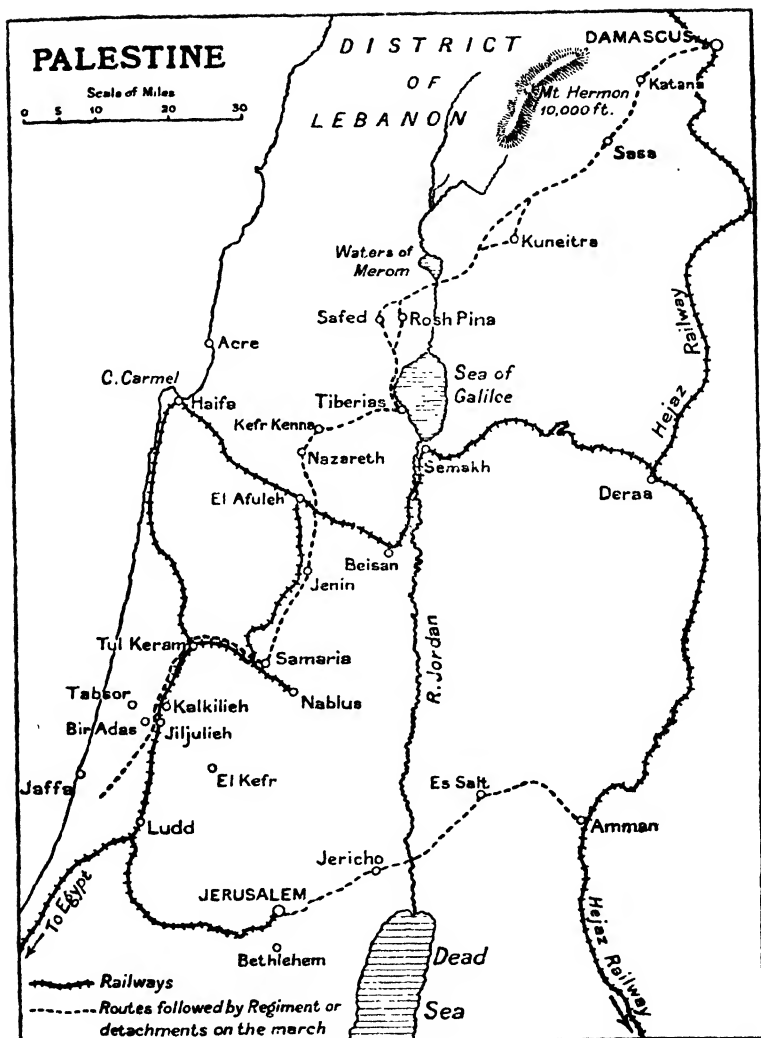 PALESTINE
Scale of Miles
0 5 10 20 30
DISTRICT
OF
LEBANON
DAMASCUS
Katana
Mt Hermon
10,000 ft.
Sasa
Kuneitra
Waters of
Merom
Hejaz Railway
Safed
Rosh Pina
Acre
Sea of
Galilee
C. Carmel
Haifa
Tiberias
Kefr Kenna
Nazareth
Semakh
Deraa
El Afuleh
Beisan
Jenin
R. Jordan
Tul Keram
Samaria
Nablus
Tabsor
Kalkilieh
Bir Adas
Jiljulieh
El Kefr
Jaffa
Es Salt
Ludd
Amman
Jericho
To Egypt
JERUSALEM
Hejaz Railway
Bethlehem
Dead
Sea
Railways
Routes followed by Regiment or
detachments on the march